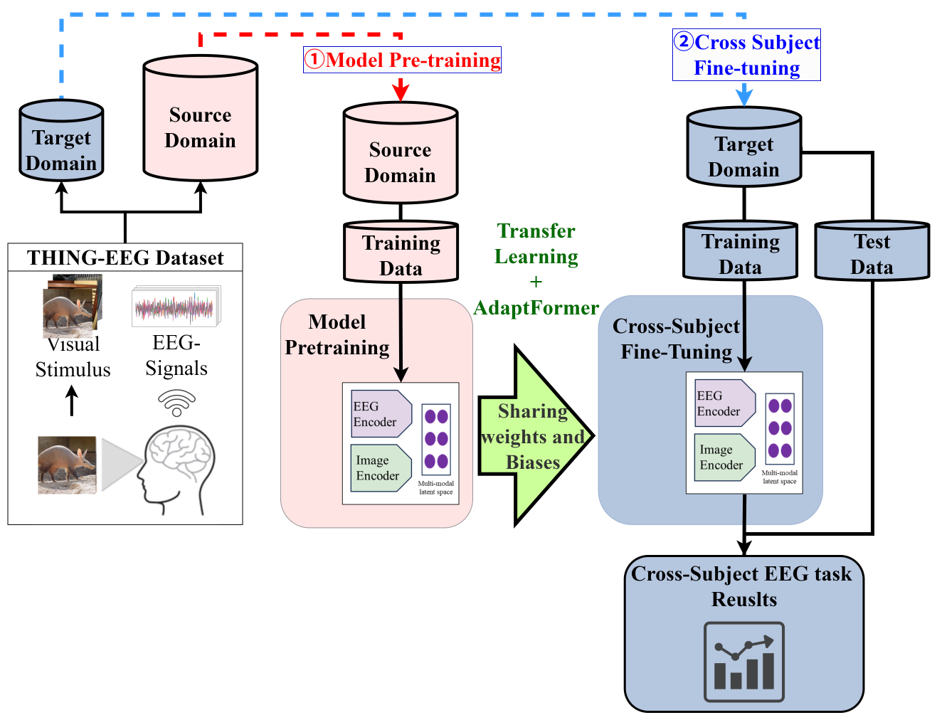 ①Model Pre-training
②Cross Subject
Fine-tuning
Target
Domain
Source
Domain
Source
Domain
Target
Domain
Training
Data
Training
Data
Test
Data
THING-EEG Dataset
Visual
Stimulus
EEG-
Signals
Transfer
Learning
+
AdaptFormer
Model
Pretraining
EEG
Encoder
Image
Encoder
Multi-modal
latent space
Sharing
weights and
Biases
Cross-Subject
Fine-Tuning
EEG
Encoder
Image
Encoder
Multi-modal
latent space
Cross-Subject EEG task
Reuslts